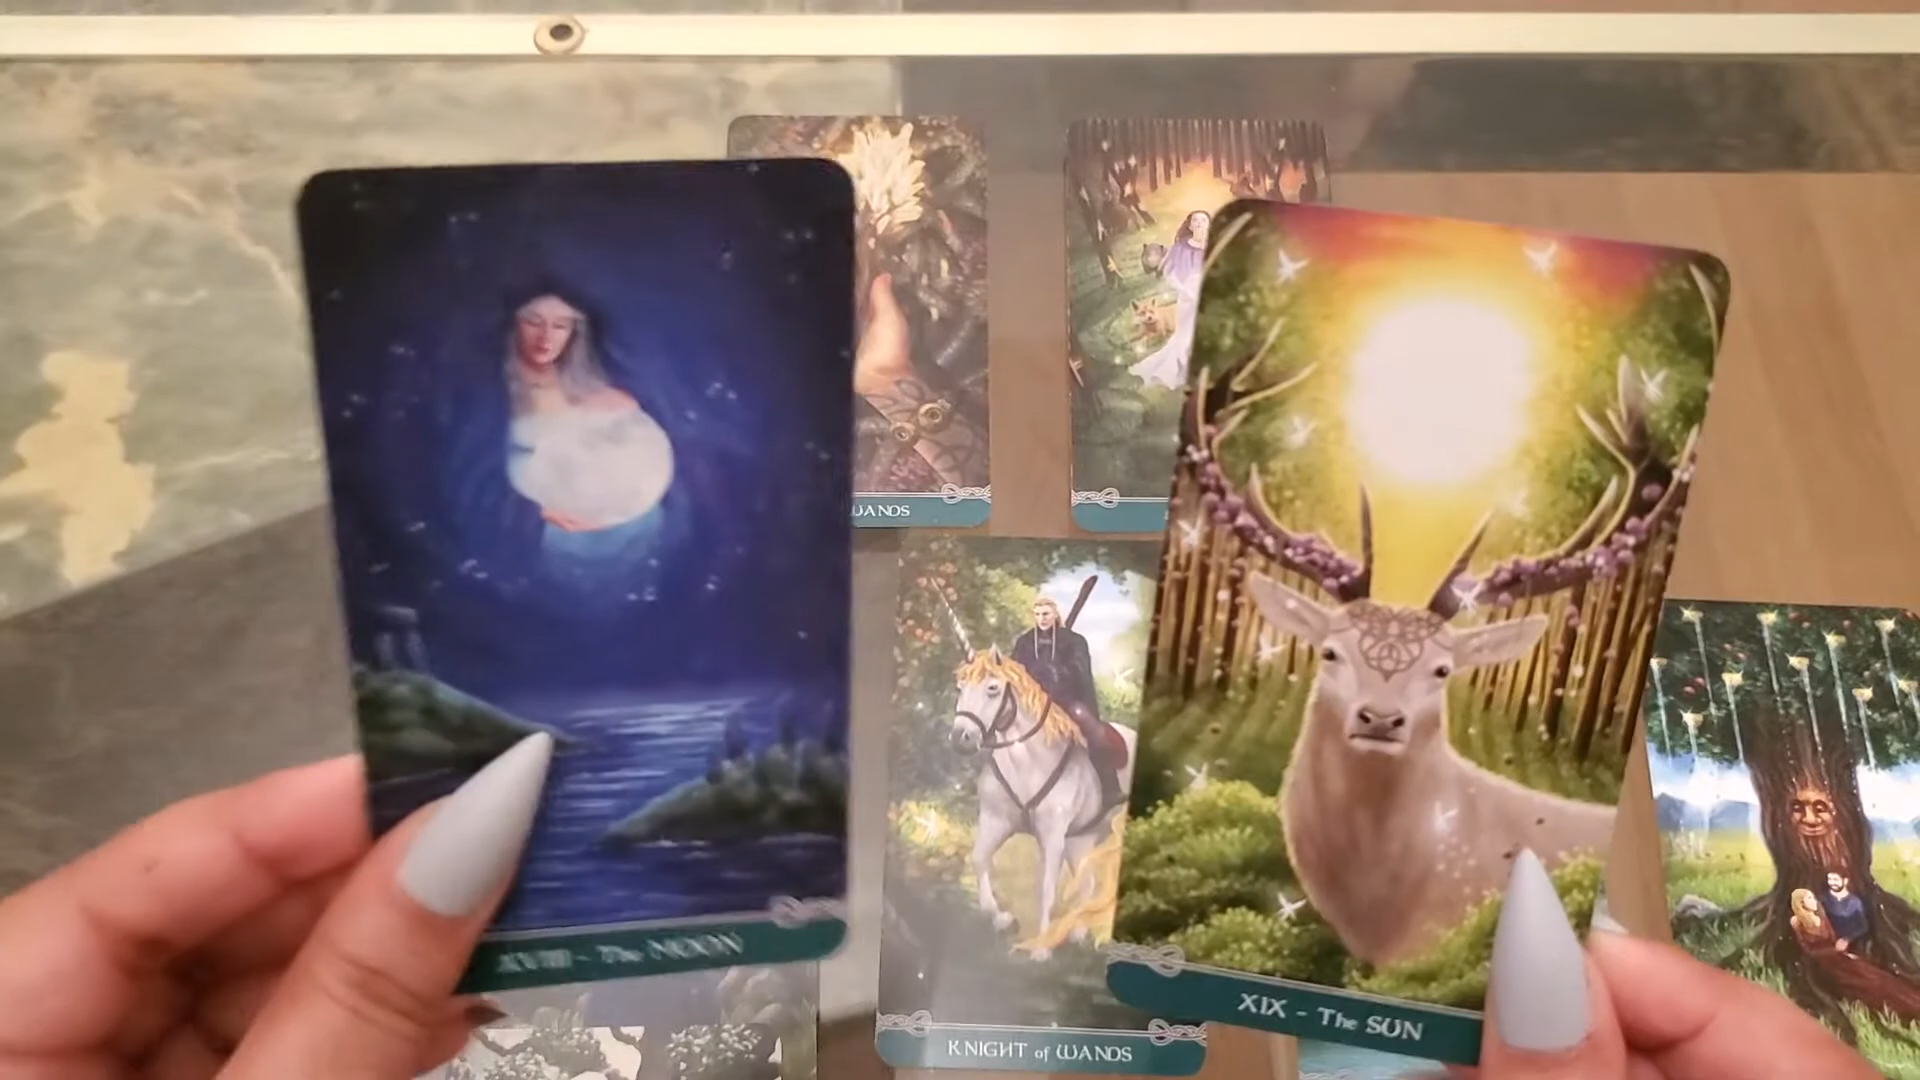 WANDS
XVIII - The MOON
XIX - The SUN
KNIGHT of WANDS